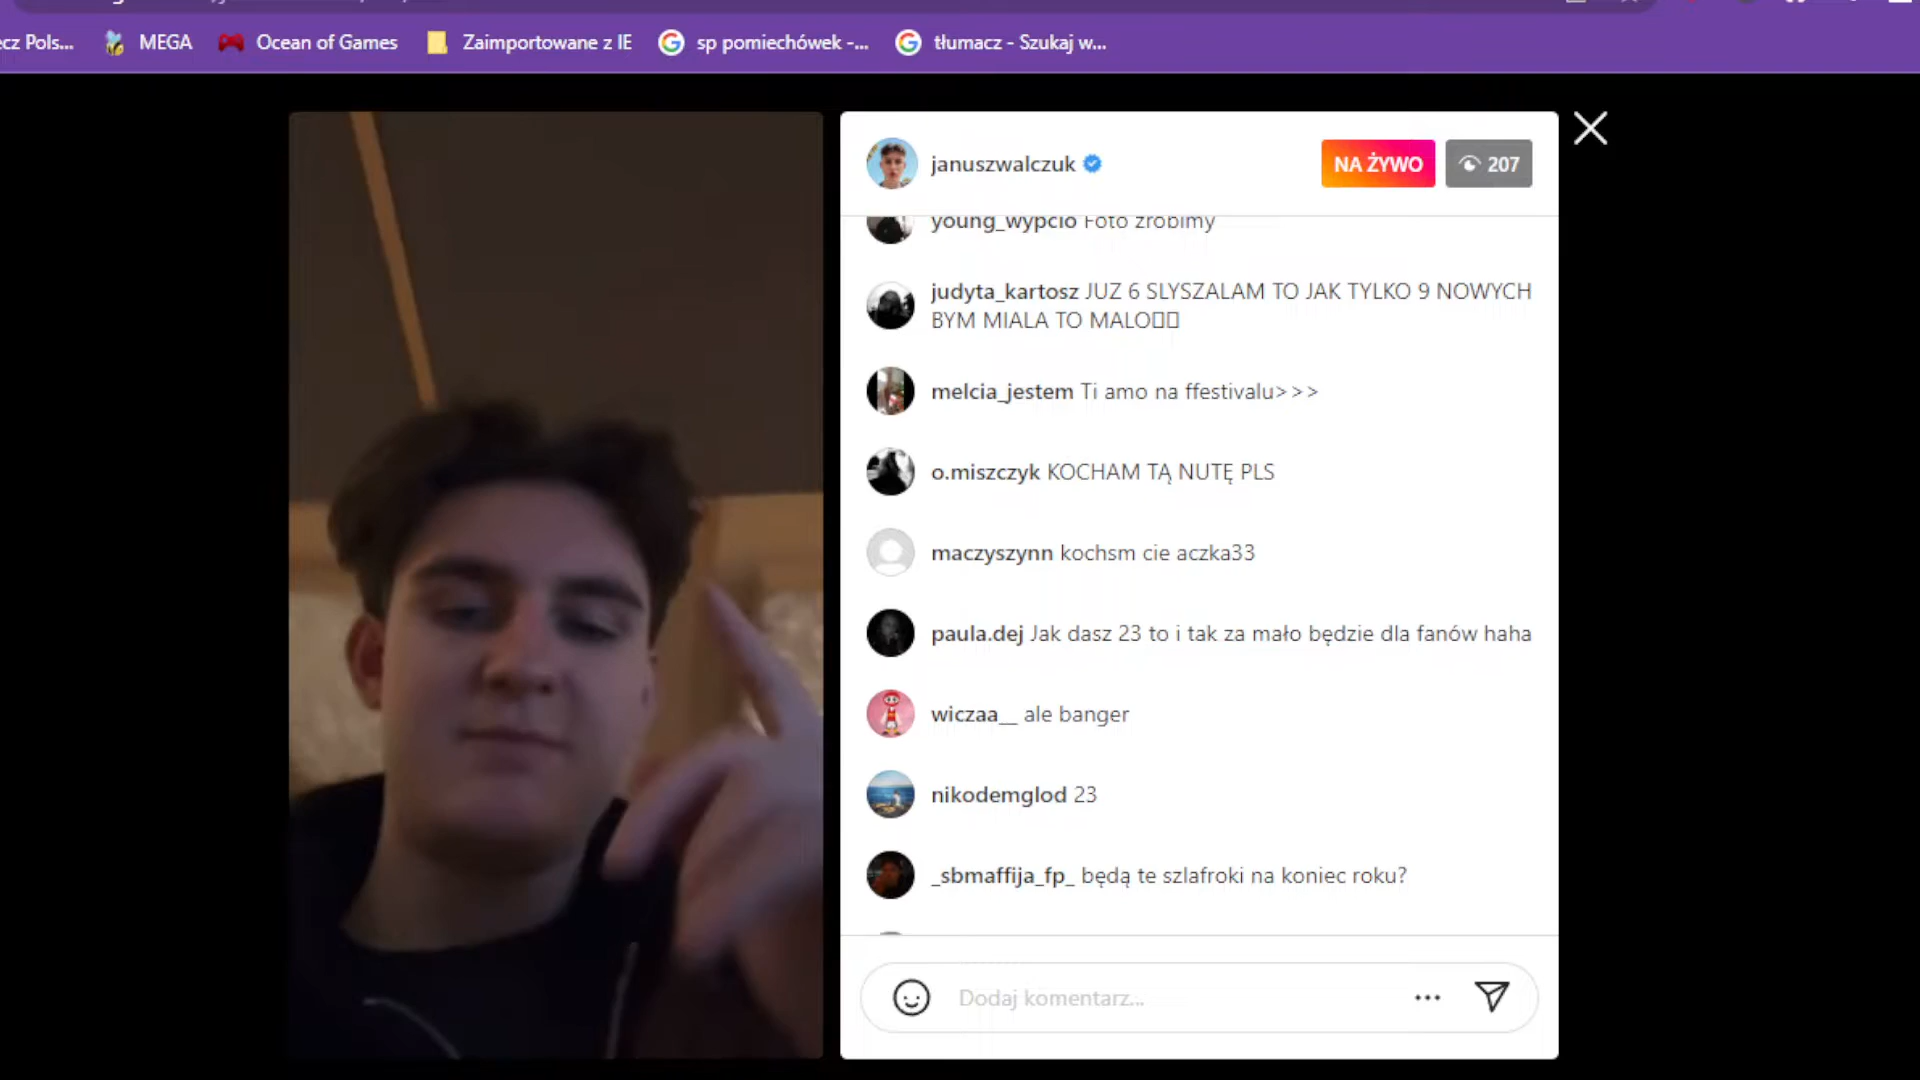 cz Pols...
MEGA
Ocean of Games
Zaimportowane z IE
sp pomiechówek -...
tłumacz - Szukaj w...
januszwalczuk
NA ŻYWO
207
young_wypcio Foto zrobimy
judyta_kartosz JUZ 6 SLYSZALAM TO JAK TYLKO 9 NOWYCH
BYM MIALA TO MALO▯▯
melcia_jestem Ti amo na ffestivalu>>>
o.miszczyk KOCHAM TĄ NUTĘ PLS
maczyszynn kochsm cie aczka33
paula.dej Jak dasz 23 to i tak za mało będzie dla fanów haha
wiczaa__ ale banger
nikodemglod 23
_sbmaffija_fp_ będą te szlafroki na koniec roku?
Dodaj komentarz...